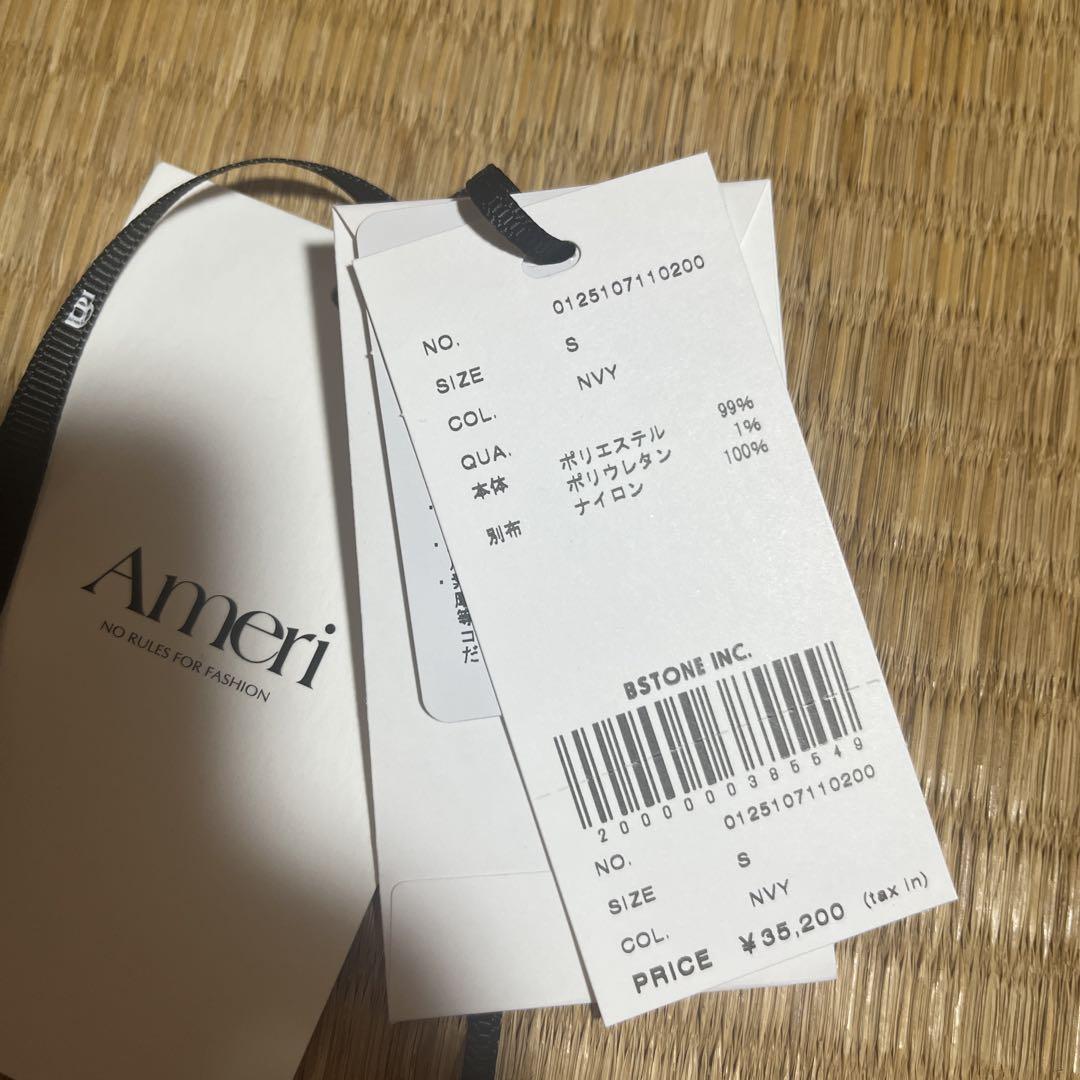 Ameri
NO RULES FOR FASHION
NO. 0125107110200
SIZE S
COL. NVY
QUA.
本体 ポリエステル 99%
ポリウレタン 1%
別布 ナイロン 100%
BSTONE INC.
2000000385549
NO. 0125107110200
SIZE S
COL. NVY
PRICE ¥35,200 (tax in)